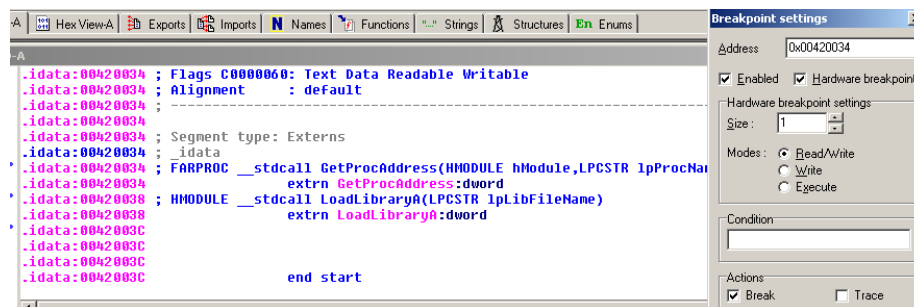 -A Hex View-A Exports Imports N Names Functions "..." Strings Structures En Enums
-A
.idata:00420034 ; Flags C0000060: Text Data Readable Writable
.idata:00420034 ; Alignment : default
.idata:00420034 ; ----------------------------------------------------------------
.idata:00420034
.idata:00420034 ; Segment type: Externs
.idata:00420034 ; _idata
.idata:00420034 ; FARPROC __stdcall GetProcAddress(HMODULE hModule,LPCSTR lpProcNam
.idata:00420034 extrn GetProcAddress:dword
.idata:00420038 ; HMODULE __stdcall LoadLibraryA(LPCSTR lpLibFileName)
.idata:00420038 extrn LoadLibraryA:dword
.idata:0042003C
.idata:0042003C
.idata:0042003C
.idata:0042003C end start
Breakpoint settings
Address 0x00420034
Enabled Hardware breakpoint
Hardware breakpoint settings
Size : 1
Modes : Read/Write
Write
Execute
Condition
Actions
Break Trace